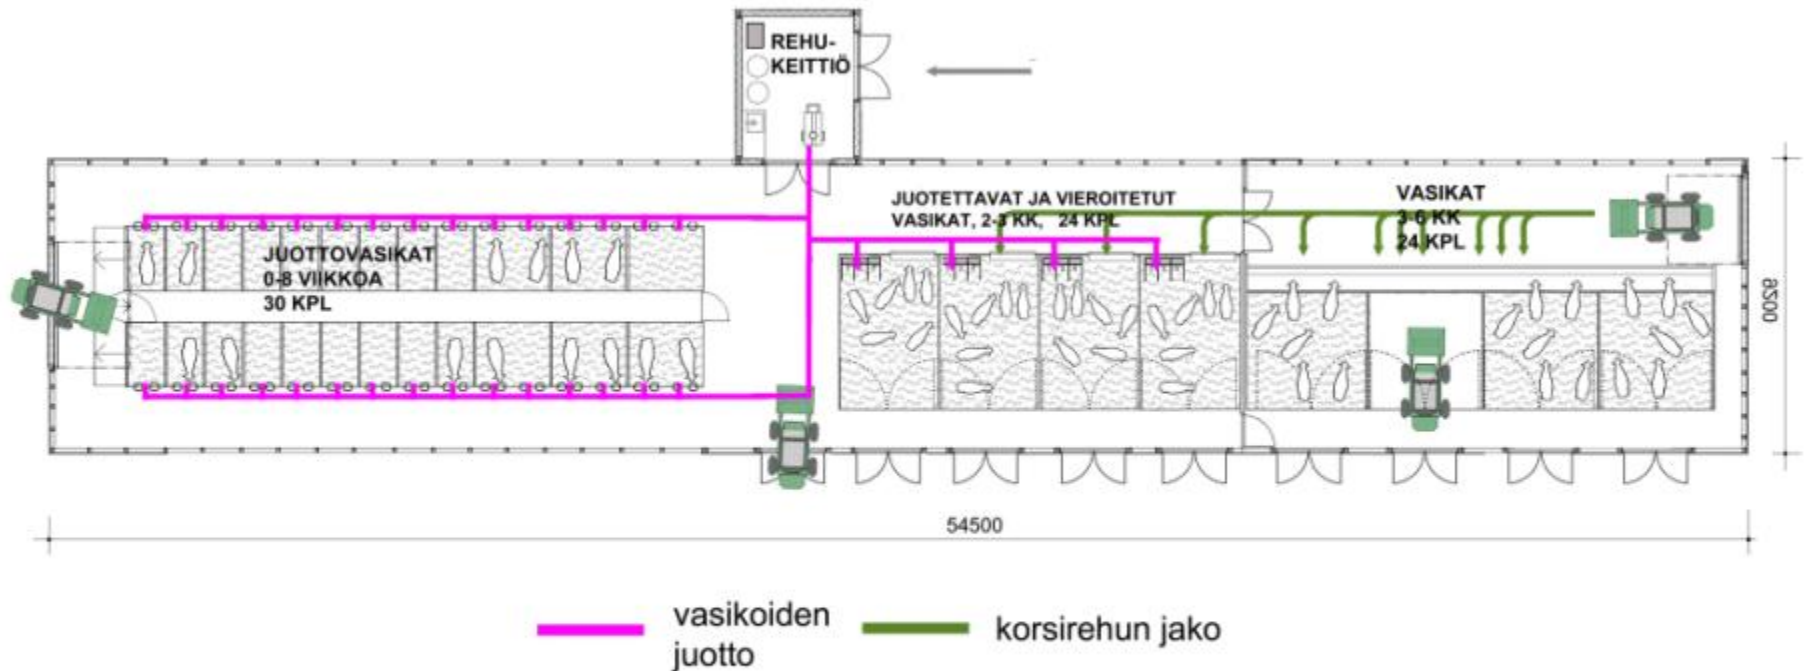 REHU-
KEITTIÖ
JUOTETTAVAT JA VIEROITETUT
VASIKAT, 2-3 KK, 24 KPL
VASIKAT
3-6 KK
24 KPL
JUOTTOVASIKAT
0-8 VIIKKOA
30 KPL
9200
54500
vasikoiden
juotto
korsirehun jako